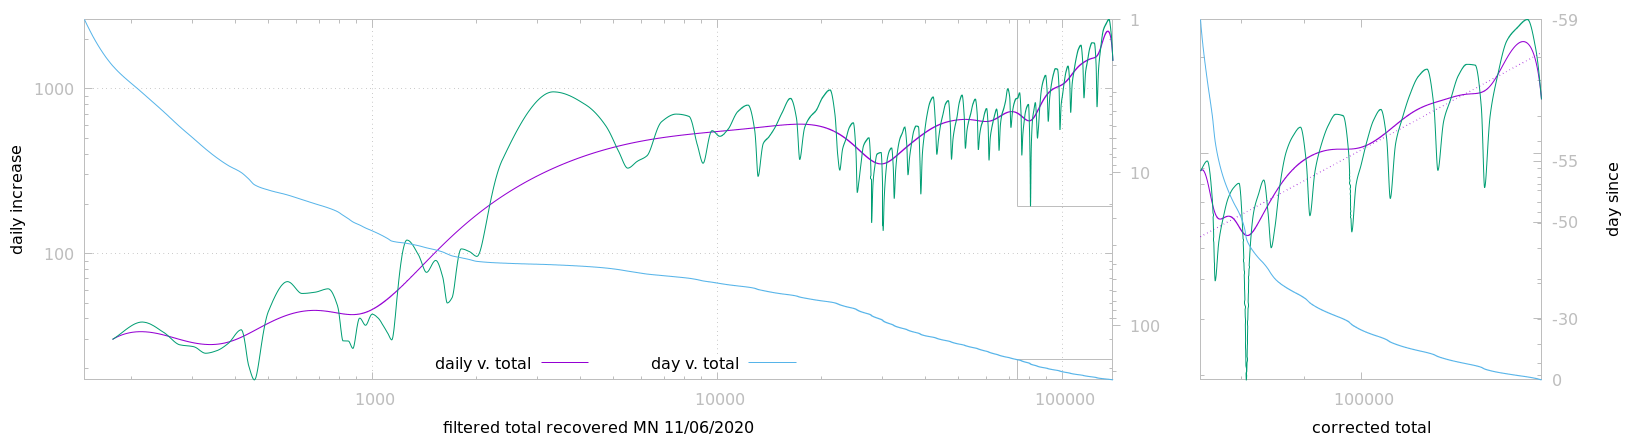 daily increase
1000
100
daily v. total
day v. total
1000
10000
100000
filtered total recovered MN 11/06/2020
1
10
100
100000
corrected total
-59
-55
-50
-30
0
day since